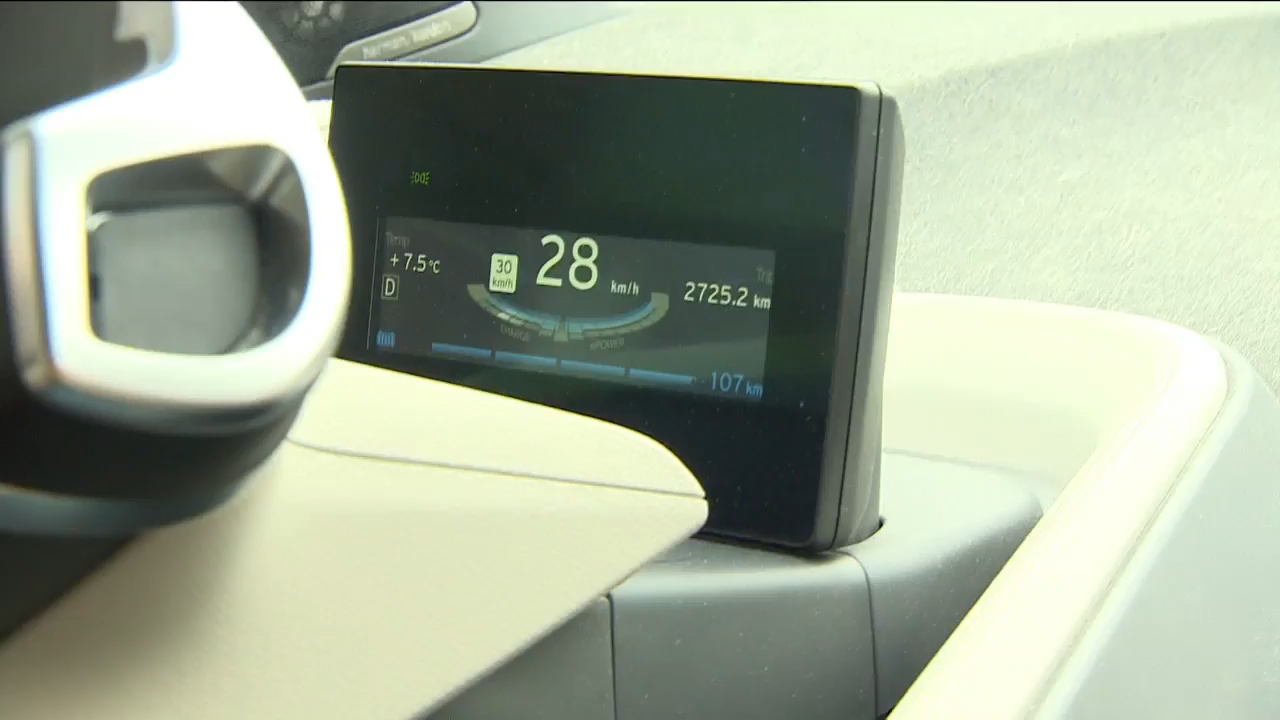 harman kardon
Temp
+7.5°C
D
30
km/h
28 km/h
2725.2 km
CHARGE
ePOWER
107 km